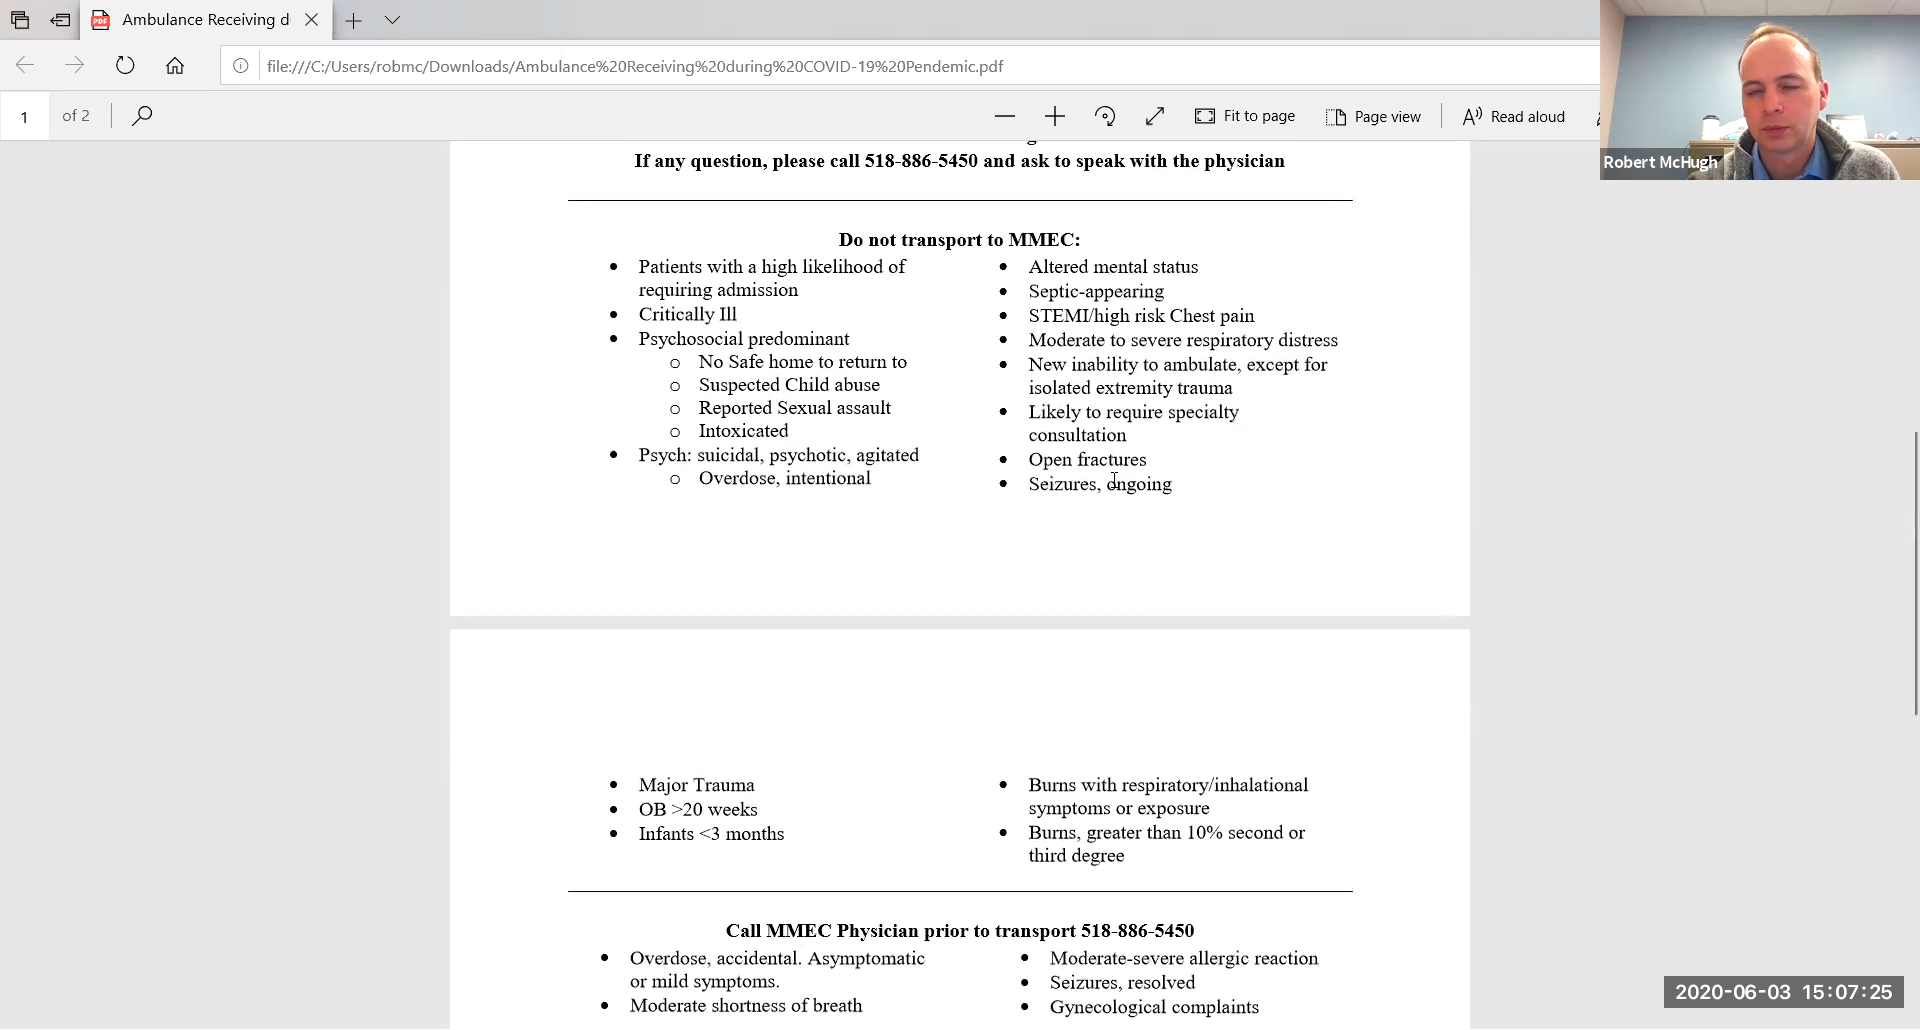 Ambulance Receiving d
file:///C:/Users/robmc/Downloads/Ambulance%20Receiving%20during%20COVID-19%20Pendemic.pdf
1 of 2
Fit to page
Page view
Read aloud
Robert McHugh
If any question, please call 518-886-5450 and ask to speak with the physician
Do not transport to MMEC:
• Patients with a high likelihood of
requiring admission
• Critically Ill
• Psychosocial predominant
o No Safe home to return to
o Suspected Child abuse
o Reported Sexual assault
o Intoxicated
• Psych: suicidal, psychotic, agitated
o Overdose, intentional
• Altered mental status
• Septic-appearing
• STEMI/high risk Chest pain
• Moderate to severe respiratory distress
• New inability to ambulate, except for
isolated extremity trauma
• Likely to require specialty
consultation
• Open fractures
• Seizures, ongoing
• Major Trauma
• OB >20 weeks
• Infants <3 months
• Burns with respiratory/inhalational
symptoms or exposure
• Burns, greater than 10% second or
third degree
Call MMEC Physician prior to transport 518-886-5450
• Overdose, accidental. Asymptomatic
or mild symptoms.
• Moderate shortness of breath
• Moderate-severe allergic reaction
• Seizures, resolved
• Gynecological complaints
2020-06-03 15:07:25